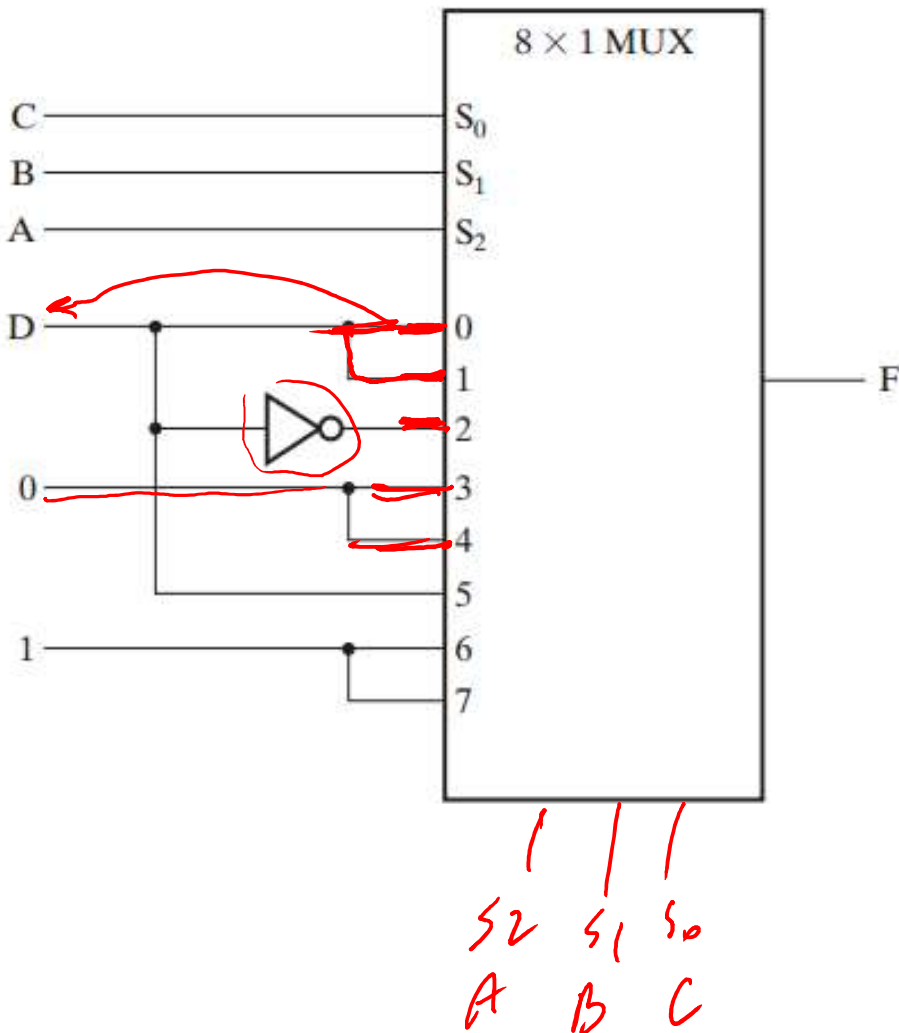 8 × 1 MUX
C S₀
B S₁
A S₂
D 0
1
2
0 3
4
5
1 6
7
F
S2 S1 S0
A B C